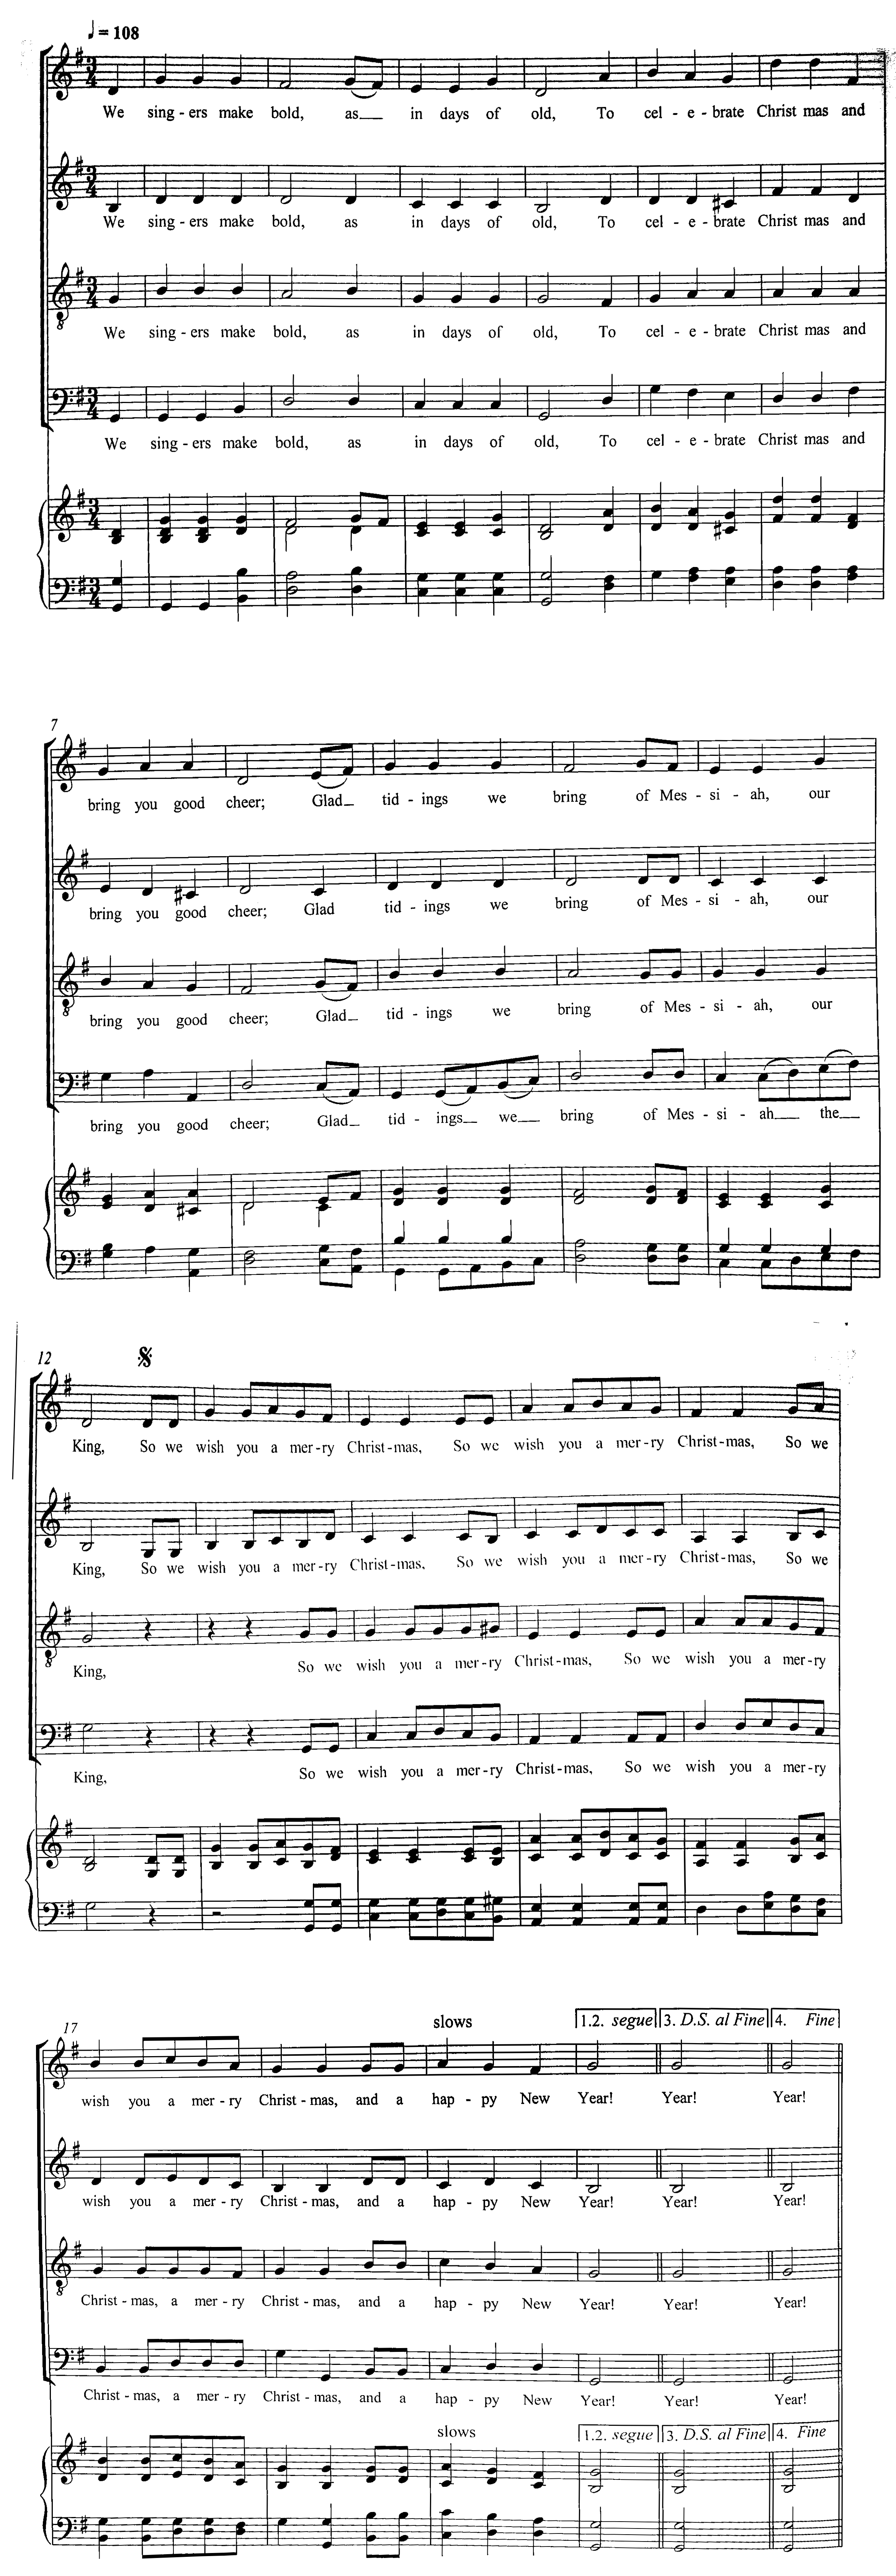 ♩ = 108
We sing - ers make bold, as in days of old, To cel - e - brate Christ mas and
We sing - ers make bold, as in days of old, To cel - e - brate Christ mas and
We sing - ers make bold, as in days of old, To cel - e - brate Christ mas and
We sing - ers make bold, as in days of old, To cel - e - brate Christ mas and
7
bring you good cheer; Glad tid - ings we bring of Mes - si - ah, our
bring you good cheer; Glad tid - ings we bring of Mes - si - ah, our
bring you good cheer; Glad tid - ings we bring of Mes - si - ah, our
bring you good cheer; Glad tid - ings we bring of Mes - si - ah the
12
King, So we wish you a mer - ry Christ - mas, So we wish you a mer - ry Christ - mas, So we
King, So we wish you a mer - ry Christ - mas. So we wish you a mer - ry Christ - mas, So we
King, So we wish you a mer - ry Christ - mas, So we wish you a mer - ry
King, So we wish you a mer - ry Christ - mas, So we wish you a mer - ry
17
slows 1.2. segue 3. D.S. al Fine 4. Fine
wish you a mer - ry Christ - mas, and a hap - py New Year! Year! Year!
wish you a mer - ry Christ - mas, and a hap - py New Year! Year! Year!
Christ - mas, a mer - ry Christ - mas, and a hap - py New Year! Year! Year!
Christ - mas, a mer - ry Christ - mas, and a hap - py New Year! Year! Year!
slows 1.2. segue 3. D.S. al Fine 4. Fine